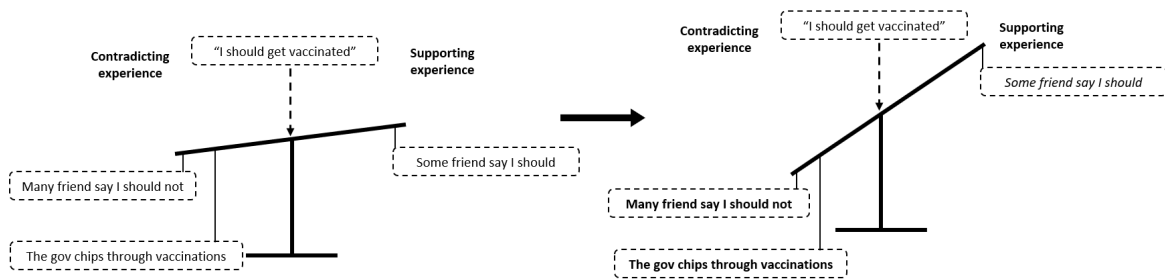 Contradicting
experience
“I should get vaccinated”
Supporting
experience
Many friend say I should not
Some friend say I should
The gov chips through vaccinations
Contradicting
experience
“I should get vaccinated”
Supporting
experience
Some friend say I should
Many friend say I should not
The gov chips through vaccinations